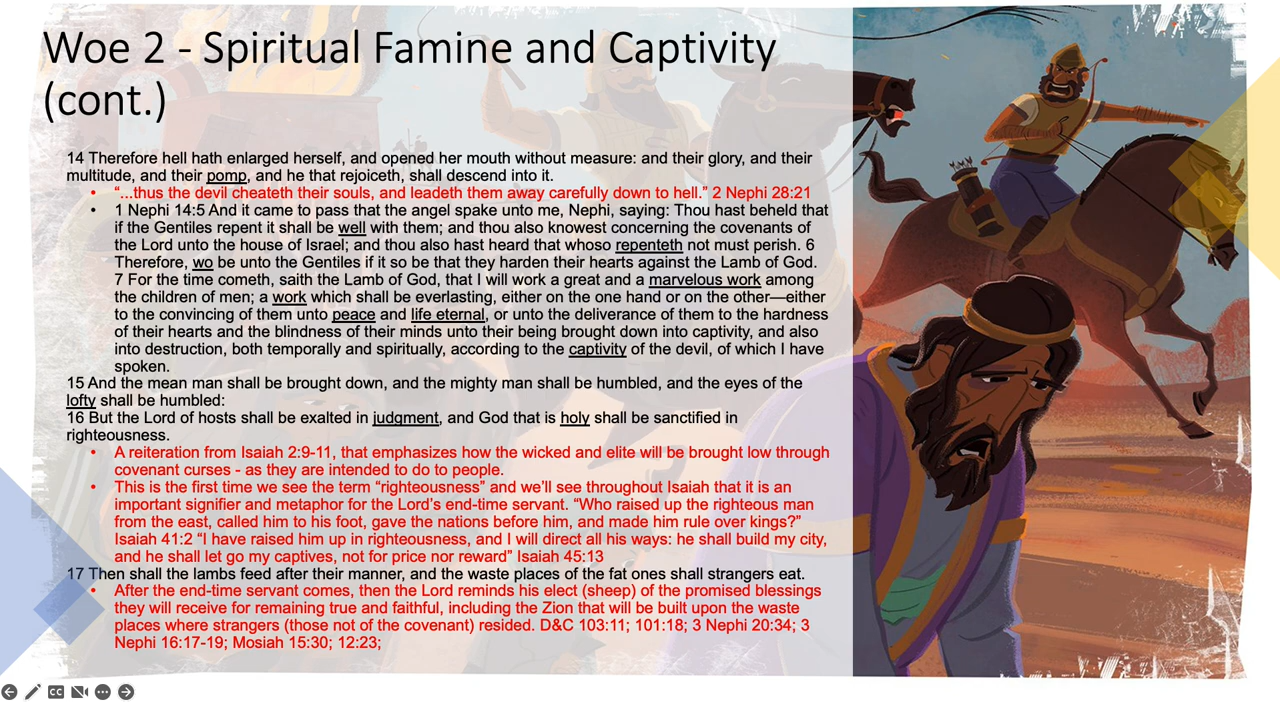 Woe 2 - Spiritual Famine and Captivity
(cont.)
14 Therefore hell hath enlarged herself, and opened her mouth without measure: and their glory, and their
multitude, and their pomp, and he that rejoiceth, shall descend into it.
• “...thus the devil cheateth their souls, and leadeth them away carefully down to hell.” 2 Nephi 28:21
• 1 Nephi 14:5 And it came to pass that the angel spake unto me, Nephi, saying: Thou hast beheld that
if the Gentiles repent it shall be well with them; and thou also knowest concerning the covenants of
the Lord unto the house of Israel; and thou also hast heard that whoso repenteth not must perish. 6
Therefore, wo be unto the Gentiles if it so be that they harden their hearts against the Lamb of God.
7 For the time cometh, saith the Lamb of God, that I will work a great and a marvelous work among
the children of men; a work which shall be everlasting, either on the one hand or on the other—either
to the convincing of them unto peace and life eternal, or unto the deliverance of them to the hardness
of their hearts and the blindness of their minds unto their being brought down into captivity, and also
into destruction, both temporally and spiritually, according to the captivity of the devil, of which I have
spoken.
15 And the mean man shall be brought down, and the mighty man shall be humbled, and the eyes of the
lofty shall be humbled:
16 But the Lord of hosts shall be exalted in judgment, and God that is holy shall be sanctified in
righteousness.
• A reiteration from Isaiah 2:9-11, that emphasizes how the wicked and elite will be brought low through
covenant curses - as they are intended to do to people.
• This is the first time we see the term “righteousness” and we’ll see throughout Isaiah that it is an
important signifier and metaphor for the Lord’s end-time servant. “Who raised up the righteous man
from the east, called him to his foot, gave the nations before him, and made him rule over kings?”
Isaiah 41:2 “I have raised him up in righteousness, and I will direct all his ways: he shall build my city,
and he shall let go my captives, not for price nor reward” Isaiah 45:13
17 Then shall the lambs feed after their manner, and the waste places of the fat ones shall strangers eat.
• After the end-time servant comes, then the Lord reminds his elect (sheep) of the promised blessings
they will receive for remaining true and faithful, including the Zion that will be built upon the waste
places where strangers (those not of the covenant) resided. D&C 103:11; 101:18; 3 Nephi 20:34; 3
Nephi 16:17-19; Mosiah 15:30; 12:23;
CC